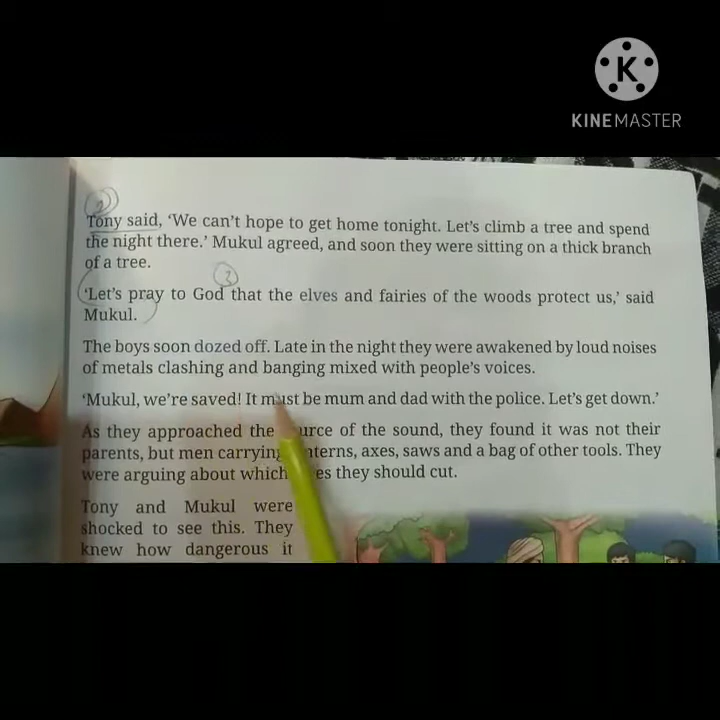 K
KINEMASTER
2
Tony said, ‘We can’t hope to get home tonight. Let’s climb a tree and spend
the night there.’ Mukul agreed, and soon they were sitting on a thick branch
of a tree.
3
‘Let’s pray to God that the elves and fairies of the woods protect us,’ said
Mukul.
The boys soon dozed off. Late in the night they were awakened by loud noises
of metals clashing and banging mixed with people’s voices.
‘Mukul, we’re saved! It must be mum and dad with the police. Let’s get down.’
As they approached the of the sound, they found it was not their
parents, but men carrying axes, saws and a bag of other tools. They
were arguing about which they should cut.
Tony and Mukul were
shocked to see this. They
knew how dangerous it